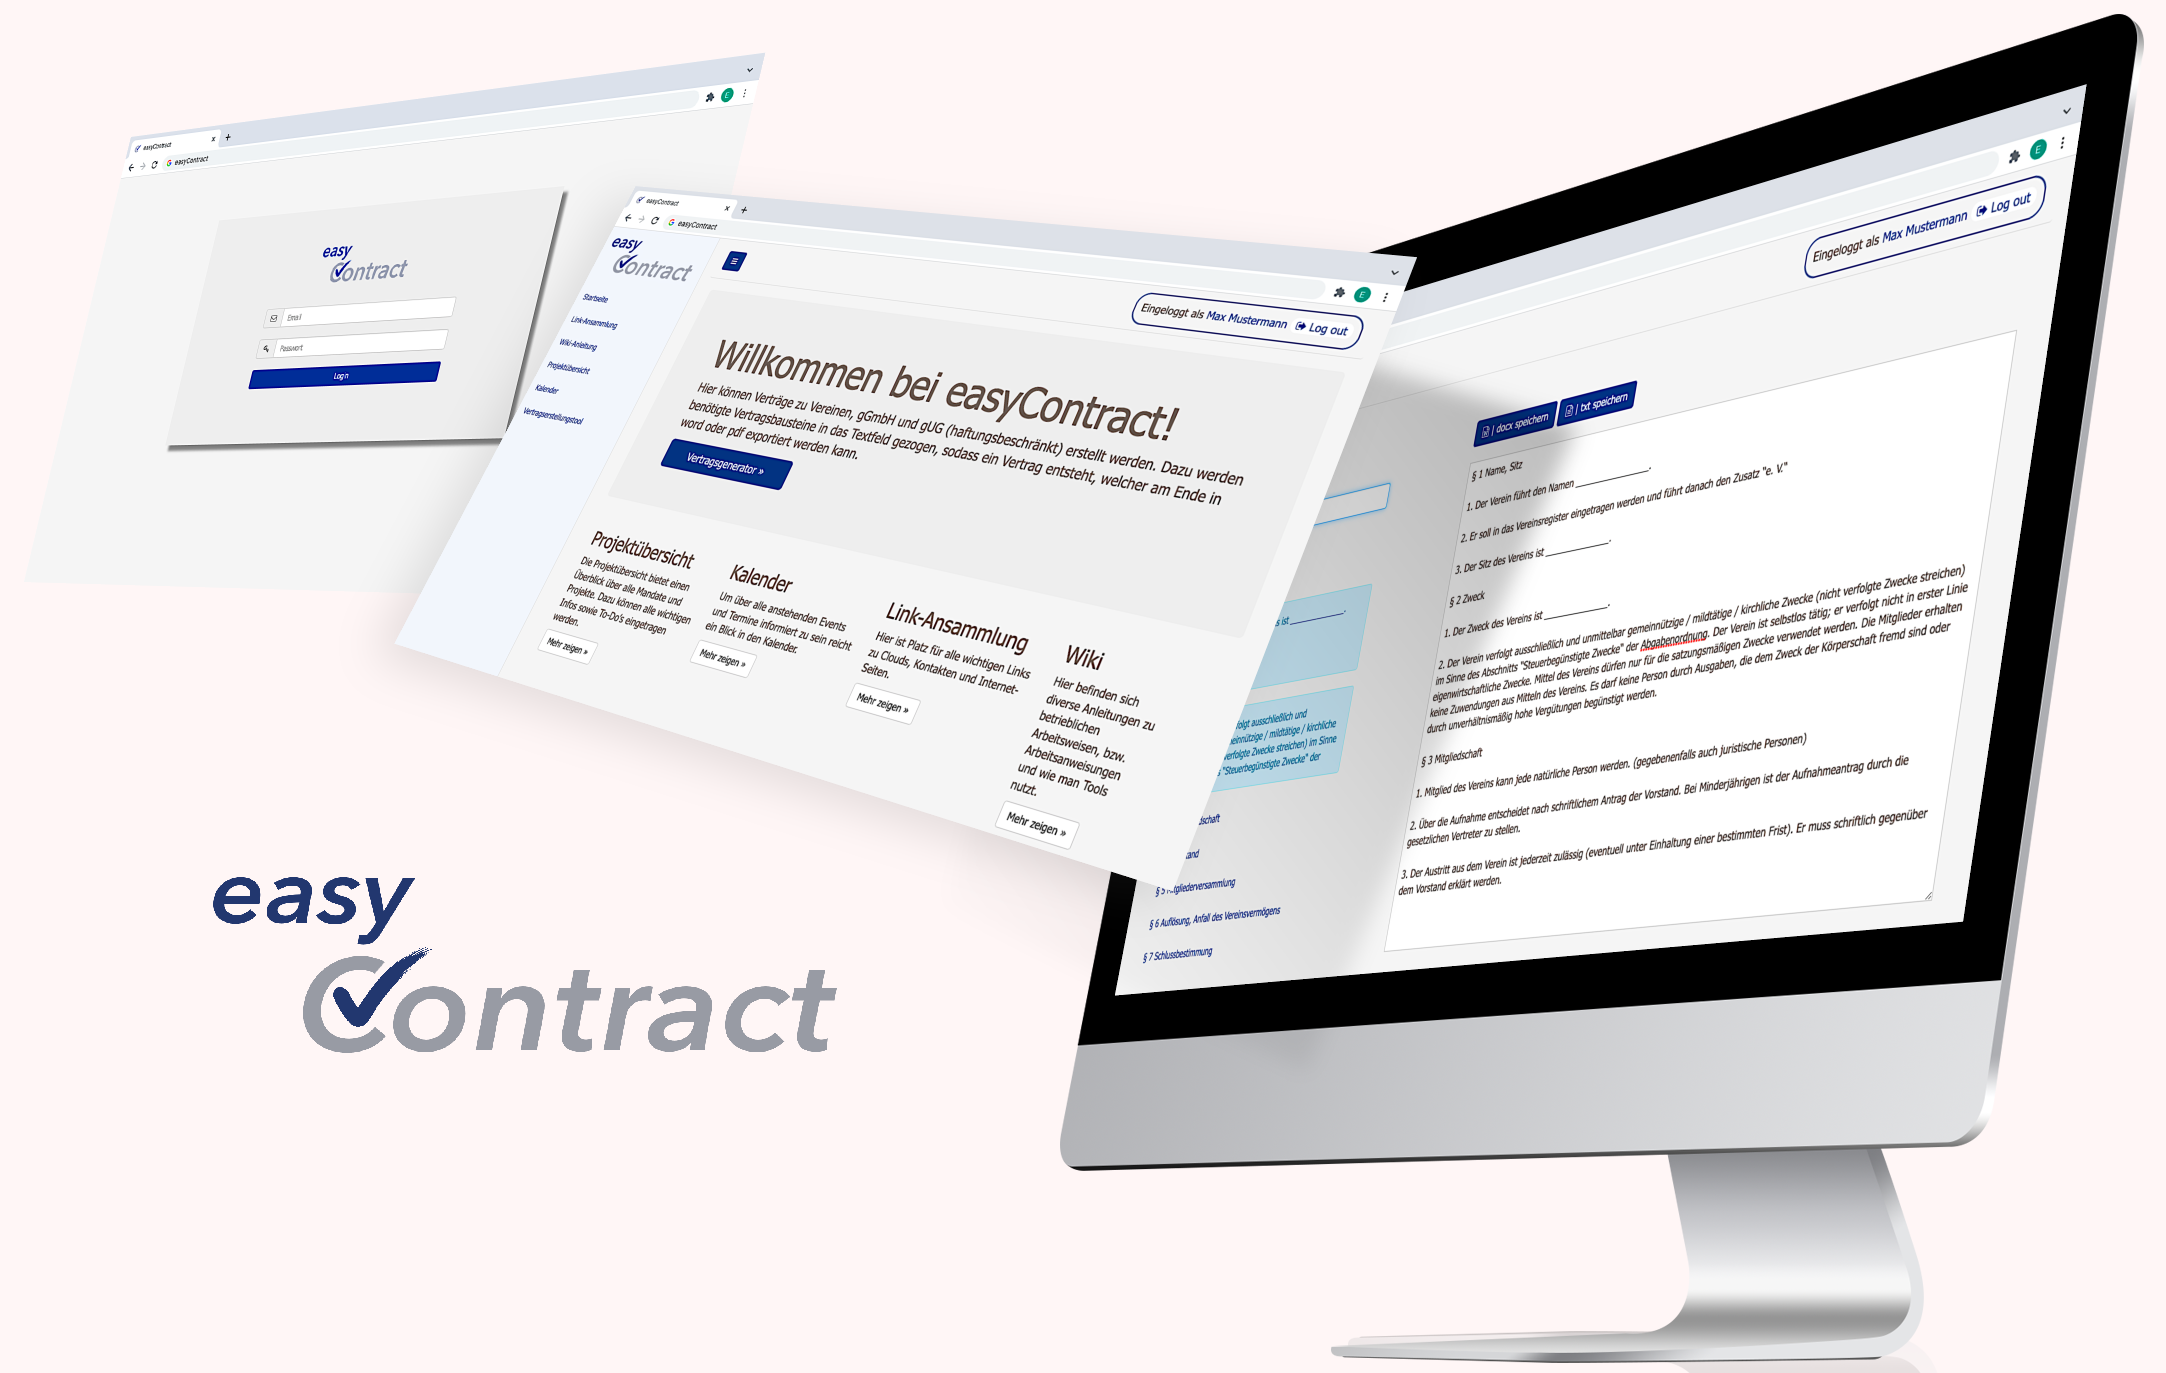 easyContract
easyContract
E
easy
Contract
Email
Passwort
Login
easyContract
easyContract
E
easy
Contract
Startseite
Link-Ansammlung
Wiki-Anleitung
Projektübersicht
Kalender
Vertragserstellungstool
Eingeloggt als Max Mustermann Log out
Willkommen bei easyContract!
Hier können Verträge zu Vereinen, gGmbH und gUG (haftungsbeschränkt) erstellt werden. Dazu werden
benötigte Vertragsbausteine in das Textfeld gezogen, sodass ein Vertrag entsteht, welcher am Ende in
word oder pdf exportiert werden kann.
Vertragsgenerator »
Projektübersicht
Die Projektübersicht bietet einen
Überblick über alle Mandate und
Projekte. Dazu können alle wichtigen
Infos sowie To-Do's eingetragen
werden.
Mehr zeigen »
Kalender
Um über alle anstehenden Events
und Termine informiert zu sein reicht
ein Blick in den Kalender.
Mehr zeigen »
Link-Ansammlung
Hier ist Platz für alle wichtigen Links
zu Clouds, Kontakten und Internet-
Seiten.
Mehr zeigen »
Wiki
Hier befinden sich
diverse Anleitungen zu
betrieblichen
Arbeitsweisen, bzw.
Arbeitsanweisungen
und wie man Tools
nutzt.
Mehr zeigen »
E
Eingeloggt als Max Mustermann Log out
ist ___________.
ausschließlich und
/ mildtätige / kirchliche
Zwecke streichen) im Sinne
"Steuerbegünstigte Zwecke" der
§ 6 Auflösung, Anfall des Vereinsvermögens
§ 7 Schlussbestimmung
| docx speichern
| txt speichern
§ 1 Name, Sitz
1. Der Verein führt den Namen ____________.
2. Er soll in das Vereinsregister eingetragen werden und führt danach den Zusatz "e. V."
3. Der Sitz des Vereins ist ___________.
§ 2 Zweck
1. Der Zweck des Vereins ist ___________.
2. Der Verein verfolgt ausschließlich und unmittelbar gemeinnützige / mildtätige / kirchliche Zwecke (nicht verfolgte Zwecke streichen)
im Sinne des Abschnitts "Steuerbegünstigte Zwecke" der Abgabenordnung. Der Verein ist selbstlos tätig; er verfolgt nicht in erster Linie
eigenwirtschaftliche Zwecke. Mittel des Vereins dürfen nur für die satzungsmäßigen Zwecke verwendet werden. Die Mitglieder erhalten
keine Zuwendungen aus Mitteln des Vereins. Es darf keine Person durch Ausgaben, die dem Zweck der Körperschaft fremd sind oder
durch unverhältnismäßig hohe Vergütungen begünstigt werden.
§ 3 Mitgliedschaft
1. Mitglied des Vereins kann jede natürliche Person werden. (gegebenenfalls auch juristische Personen)
2. Über die Aufnahme entscheidet nach schriftlichem Antrag der Vorstand. Bei Minderjährigen ist der Aufnahmeantrag durch die
gesetzlichen Vertreter zu stellen.
3. Der Austritt aus dem Verein ist jederzeit zulässig (eventuell unter Einhaltung einer bestimmten Frist). Er muss schriftlich gegenüber
dem Vorstand erklärt werden.
easy
Contract